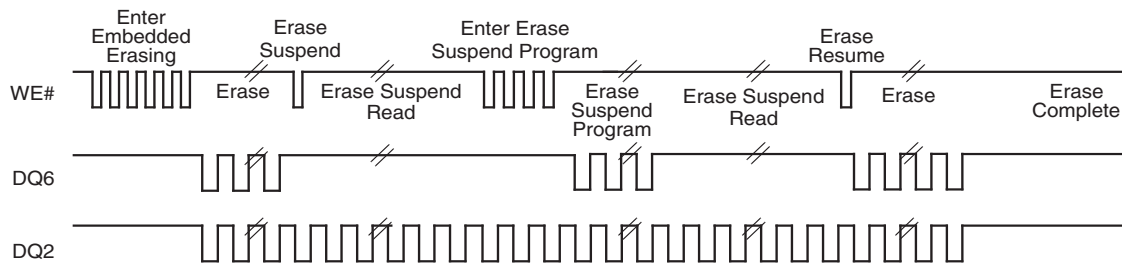 Enter
Embedded
Erasing
Erase
Suspend
Enter Erase
Suspend Program
Erase
Resume
WE#
Erase
Erase Suspend
Read
Erase
Suspend
Program
Erase Suspend
Read
Erase
Erase
Complete
DQ6
DQ2